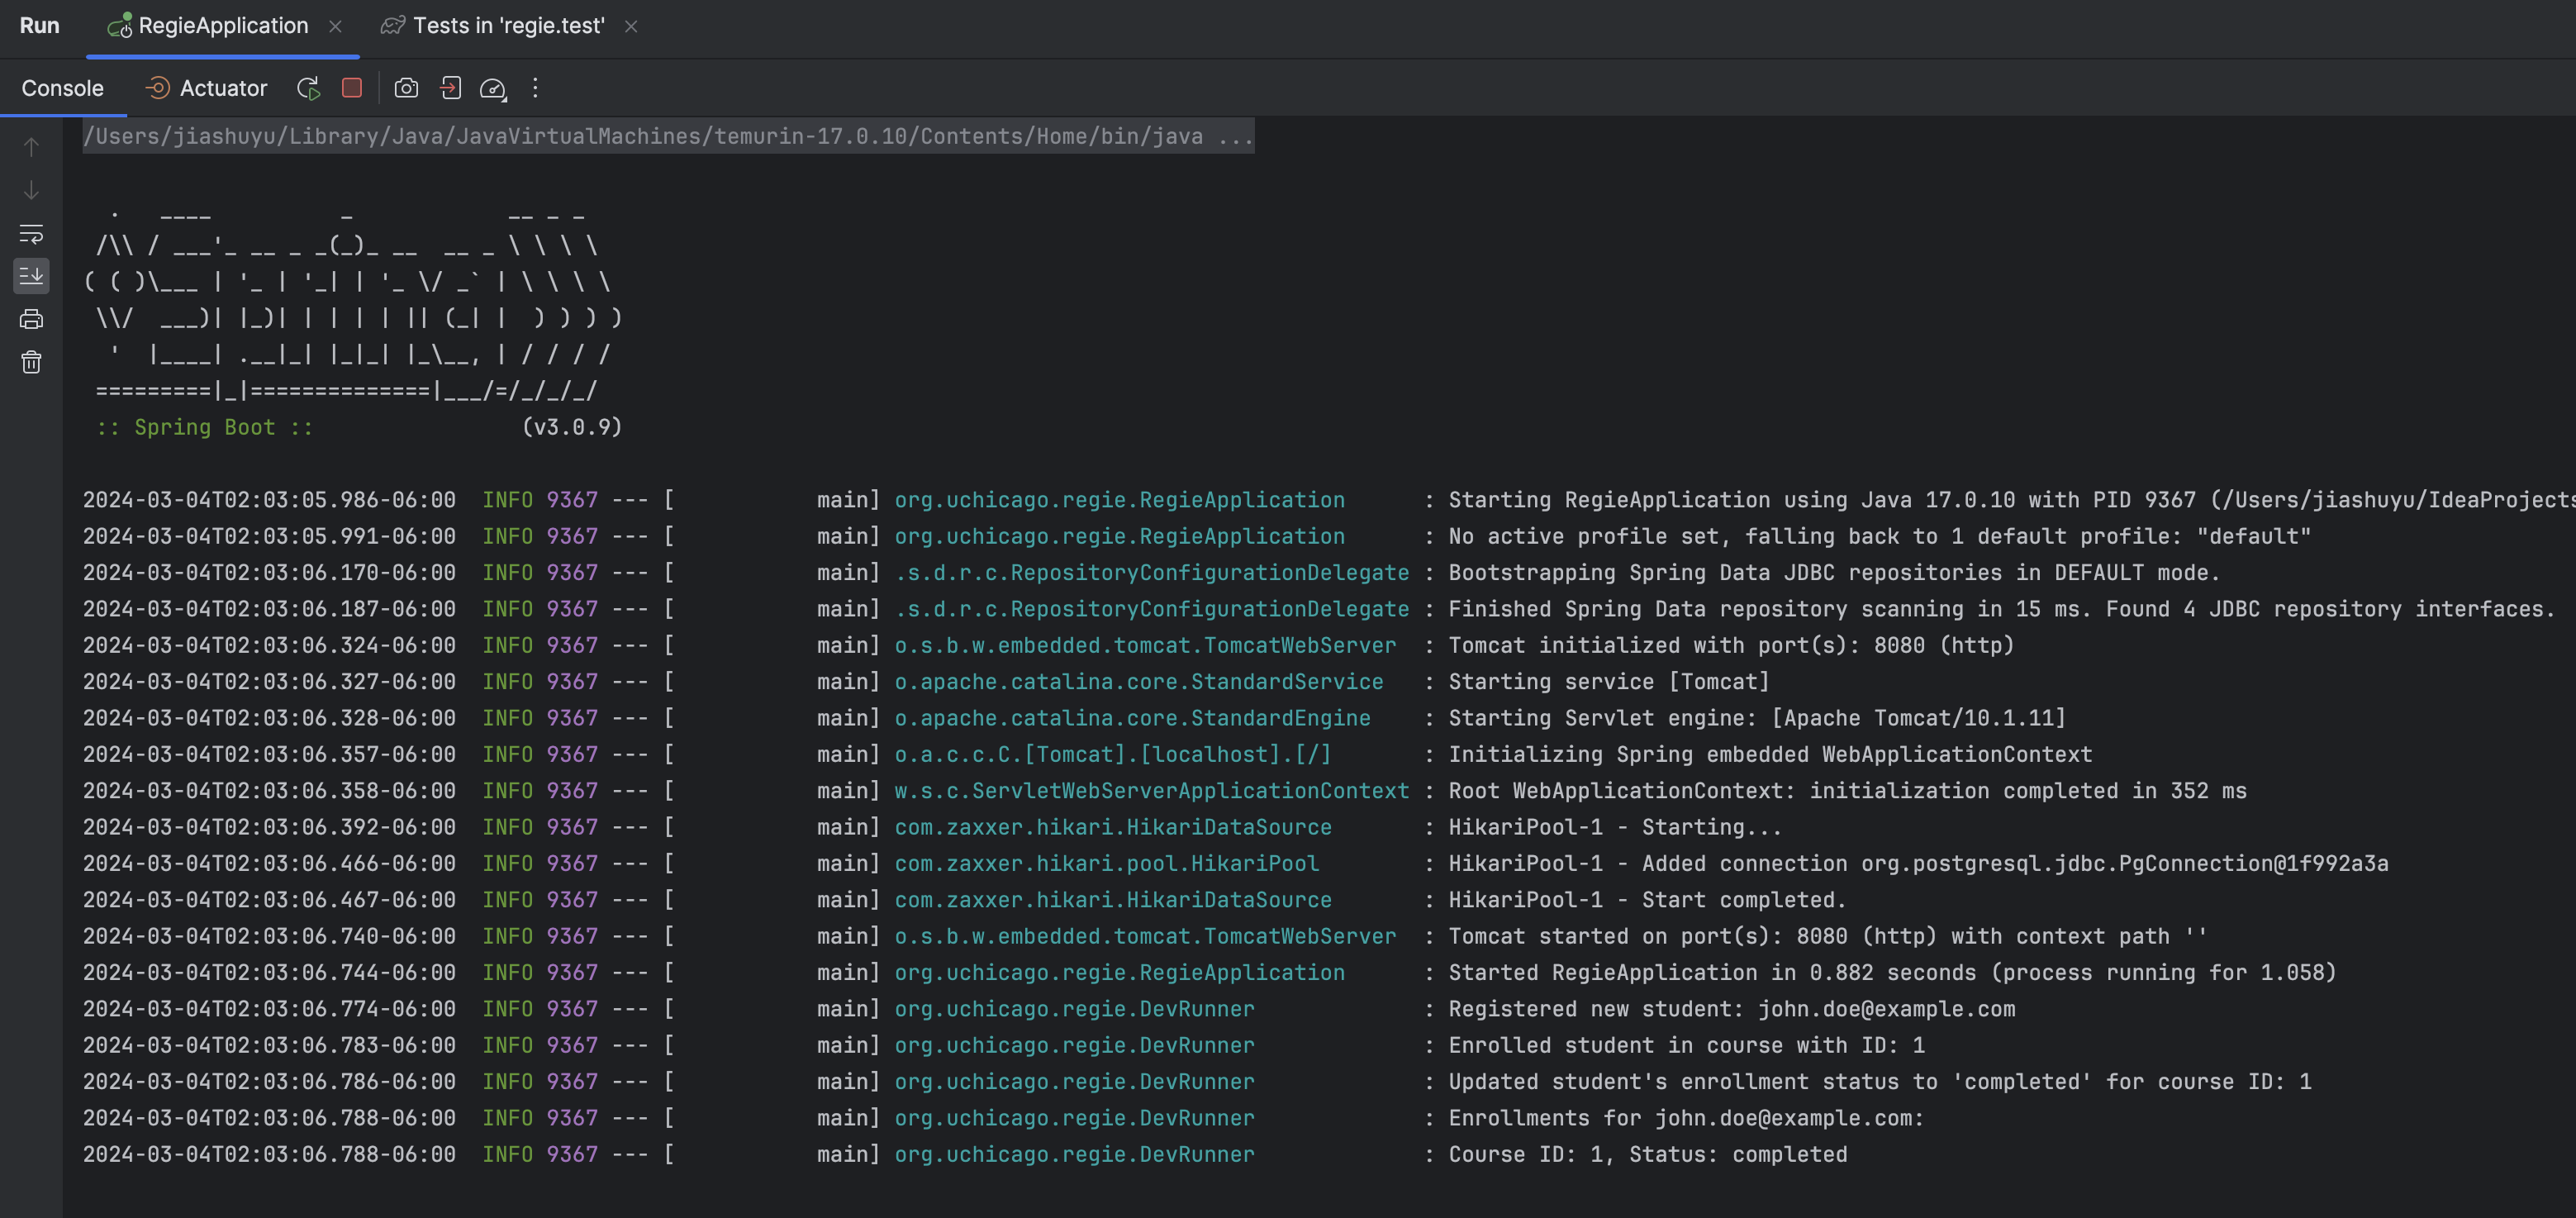 Run RegieApplication Tests in 'regie.test'
Console Actuator
/Users/jiashuyu/Library/Java/JavaVirtualMachines/temurin-17.0.10/Contents/Home/bin/java ...
  .   ____          _            __ _ _
 /\\ / ___'_ __ _ _(_)_ __  __ _ \ \ \ \
( ( )\___ | '_ | '_| | '_ \/ _` | \ \ \ \
 \\/  ___)| |_)| | | | | || (_| |  ) ) ) )
  '  |____| .__|_| |_|_| |_\__, | / / / /
 =========|_|==============|___/=/_/_/_/
 :: Spring Boot ::                (v3.0.9)
2024-03-04T02:03:05.986-06:00  INFO 9367 --- [           main] org.uchicago.regie.RegieApplication      : Starting RegieApplication using Java 17.0.10 with PID 9367 (/Users/jiashuyu/IdeaProjects
2024-03-04T02:03:05.991-06:00  INFO 9367 --- [           main] org.uchicago.regie.RegieApplication      : No active profile set, falling back to 1 default profile: "default"
2024-03-04T02:03:06.170-06:00  INFO 9367 --- [           main] .s.d.r.c.RepositoryConfigurationDelegate : Bootstrapping Spring Data JDBC repositories in DEFAULT mode.
2024-03-04T02:03:06.187-06:00  INFO 9367 --- [           main] .s.d.r.c.RepositoryConfigurationDelegate : Finished Spring Data repository scanning in 15 ms. Found 4 JDBC repository interfaces.
2024-03-04T02:03:06.324-06:00  INFO 9367 --- [           main] o.s.b.w.embedded.tomcat.TomcatWebServer  : Tomcat initialized with port(s): 8080 (http)
2024-03-04T02:03:06.327-06:00  INFO 9367 --- [           main] o.apache.catalina.core.StandardService   : Starting service [Tomcat]
2024-03-04T02:03:06.328-06:00  INFO 9367 --- [           main] o.apache.catalina.core.StandardEngine    : Starting Servlet engine: [Apache Tomcat/10.1.11]
2024-03-04T02:03:06.357-06:00  INFO 9367 --- [           main] o.a.c.c.C.[Tomcat].[localhost].[/]       : Initializing Spring embedded WebApplicationContext
2024-03-04T02:03:06.358-06:00  INFO 9367 --- [           main] w.s.c.ServletWebServerApplicationContext : Root WebApplicationContext: initialization completed in 352 ms
2024-03-04T02:03:06.392-06:00  INFO 9367 --- [           main] com.zaxxer.hikari.HikariDataSource       : HikariPool-1 - Starting...
2024-03-04T02:03:06.466-06:00  INFO 9367 --- [           main] com.zaxxer.hikari.pool.HikariPool        : HikariPool-1 - Added connection org.postgresql.jdbc.PgConnection@1f992a3a
2024-03-04T02:03:06.467-06:00  INFO 9367 --- [           main] com.zaxxer.hikari.HikariDataSource       : HikariPool-1 - Start completed.
2024-03-04T02:03:06.740-06:00  INFO 9367 --- [           main] o.s.b.w.embedded.tomcat.TomcatWebServer  : Tomcat started on port(s): 8080 (http) with context path ''
2024-03-04T02:03:06.744-06:00  INFO 9367 --- [           main] org.uchicago.regie.RegieApplication      : Started RegieApplication in 0.882 seconds (process running for 1.058)
2024-03-04T02:03:06.774-06:00  INFO 9367 --- [           main] org.uchicago.regie.DevRunner             : Registered new student: john.doe@example.com
2024-03-04T02:03:06.783-06:00  INFO 9367 --- [           main] org.uchicago.regie.DevRunner             : Enrolled student in course with ID: 1
2024-03-04T02:03:06.786-06:00  INFO 9367 --- [           main] org.uchicago.regie.DevRunner             : Updated student's enrollment status to 'completed' for course ID: 1
2024-03-04T02:03:06.788-06:00  INFO 9367 --- [           main] org.uchicago.regie.DevRunner             : Enrollments for john.doe@example.com:
2024-03-04T02:03:06.788-06:00  INFO 9367 --- [           main] org.uchicago.regie.DevRunner             : Course ID: 1, Status: completed